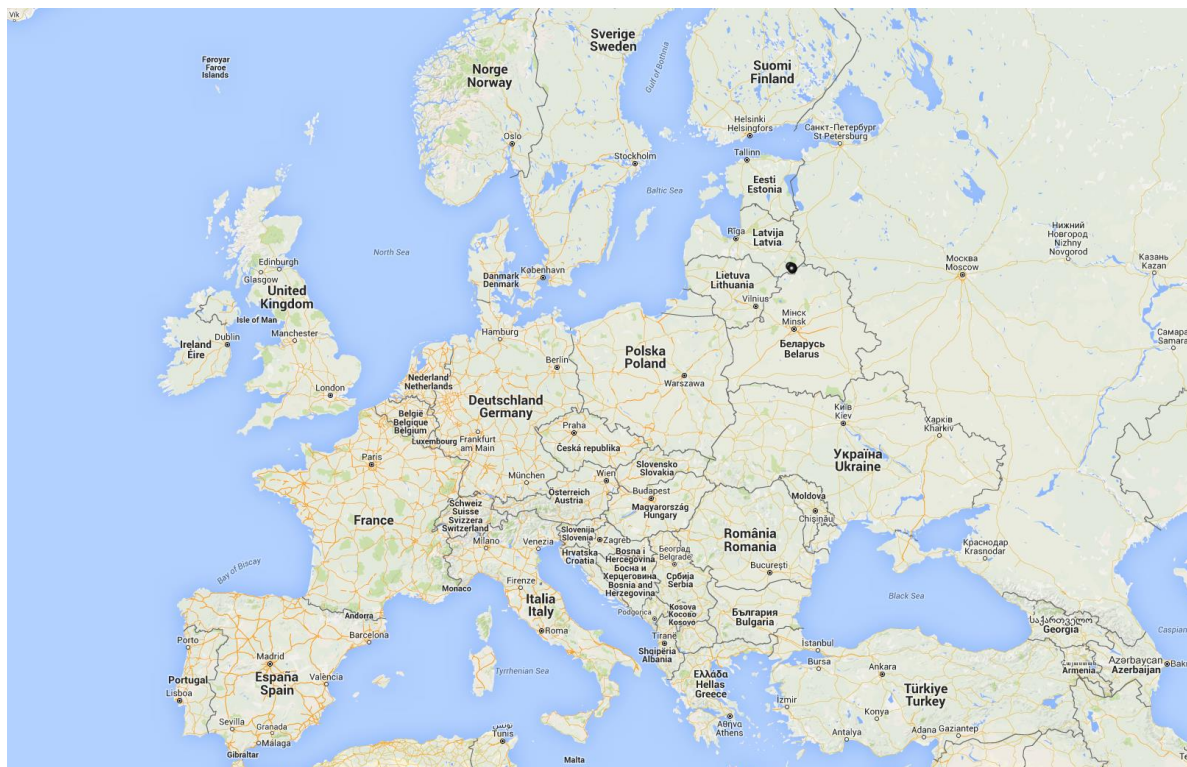 Vík
Sverige
Sweden
Føroyar
Faroe
Islands
Norge
Norway
Gulf of Bothnia
Suomi
Finland
Helsinki
Helsingfors
Санкт-Петербург
St Petersburg
Oslo
Stockholm
Tallinn
Eesti
Estonia
Baltic Sea
Rīga
Latvija
Latvia
North Sea
Нижний
Новгород
Nizhny
Novgorod
Москва
Moscow
Казань
Kazan
Edinburgh
Glasgow
United
Kingdom
Isle of Man
Danmark
Denmark
København
Lietuva
Lithuania
Vilnius
Мінск
Minsk
Беларусь
Belarus
Ireland
Éire
Dublin
Manchester
Hamburg
Самара
Samara
Berlin
Polska
Poland
Warszawa
London
Nederland
Netherlands
Deutschland
Germany
België
Belgique
Belgium
Luxembourg
Frankfurt
am Main
Praha
Česká republika
Київ
Kiev
Харків
Kharkiv
Україна
Ukraine
Paris
München
Wien
Slovensko
Slovakia
Österreich
Austria
Budapest
Magyarország
Hungary
Moldova
Chișinău
France
Schweiz
Suisse
Svizzera
Switzerland
Milano
Venezia
Slovenija
Slovenia
Zagreb
Hrvatska
Croatia
Bosna i
Hercegovina
Босна и
Херцеговина
Bosnia and
Herzegovina
Београд
Belgrade
Србија
Serbia
România
Romania
București
Краснодар
Krasnodar
Bay of Biscay
Monaco
Firenze
Italia
Italy
Roma
Podgorica
Kosova
Косово
Kosovo
България
Bulgaria
Black Sea
Andorra
Barcelona
Porto
Madrid
España
Spain
València
Portugal
Lisboa
Sevilla
Granada
Málaga
Gibraltar
Tyrrhenian Sea
Tiranë
Shqipëria
Albania
Ελλάδα
Hellas
Greece
Αθήνα
Athens
İstanbul
Bursa
Ankara
İzmir
Türkiye
Turkey
Konya
Antalya
Adana
Gaziantep
საქართველო
Georgia
Armenia
Azərbaycan
Azerbaijan
Caspian
تونس
Tunis
Malta